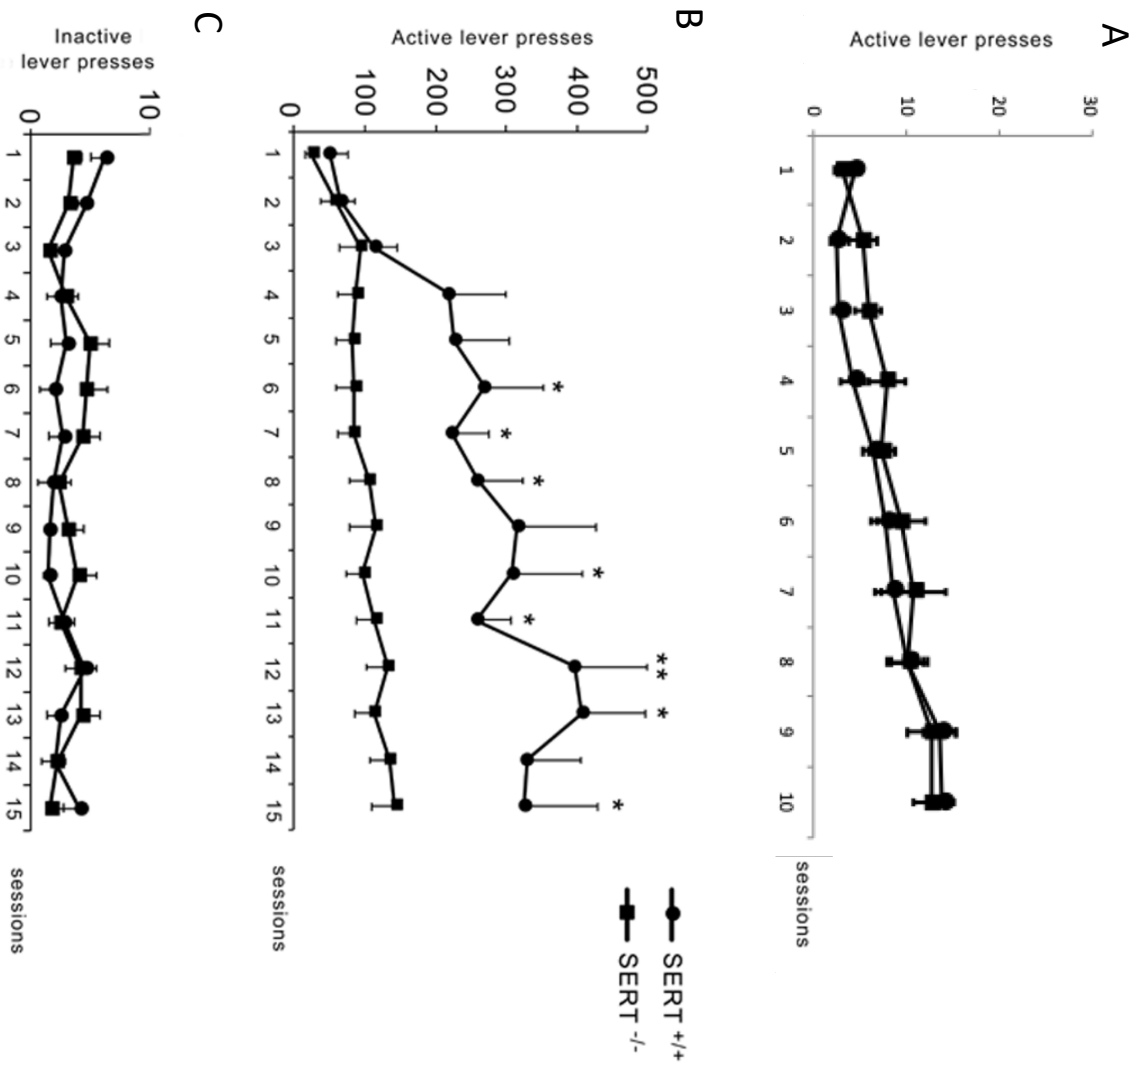 A
Active lever presses
30
20
10
0
1 2 3 4 5 6 7 8 9 10
sessions
B
Active lever presses
500
400
300
200
100
0
*
*
*
*
*
**
*
*
1 2 3 4 5 6 7 8 9 10 11 12 13 14 15
sessions
SERT +/+
SERT -/-
C
Inactive
lever presses
10
0
1 2 3 4 5 6 7 8 9 10 11 12 13 14 15
sessions